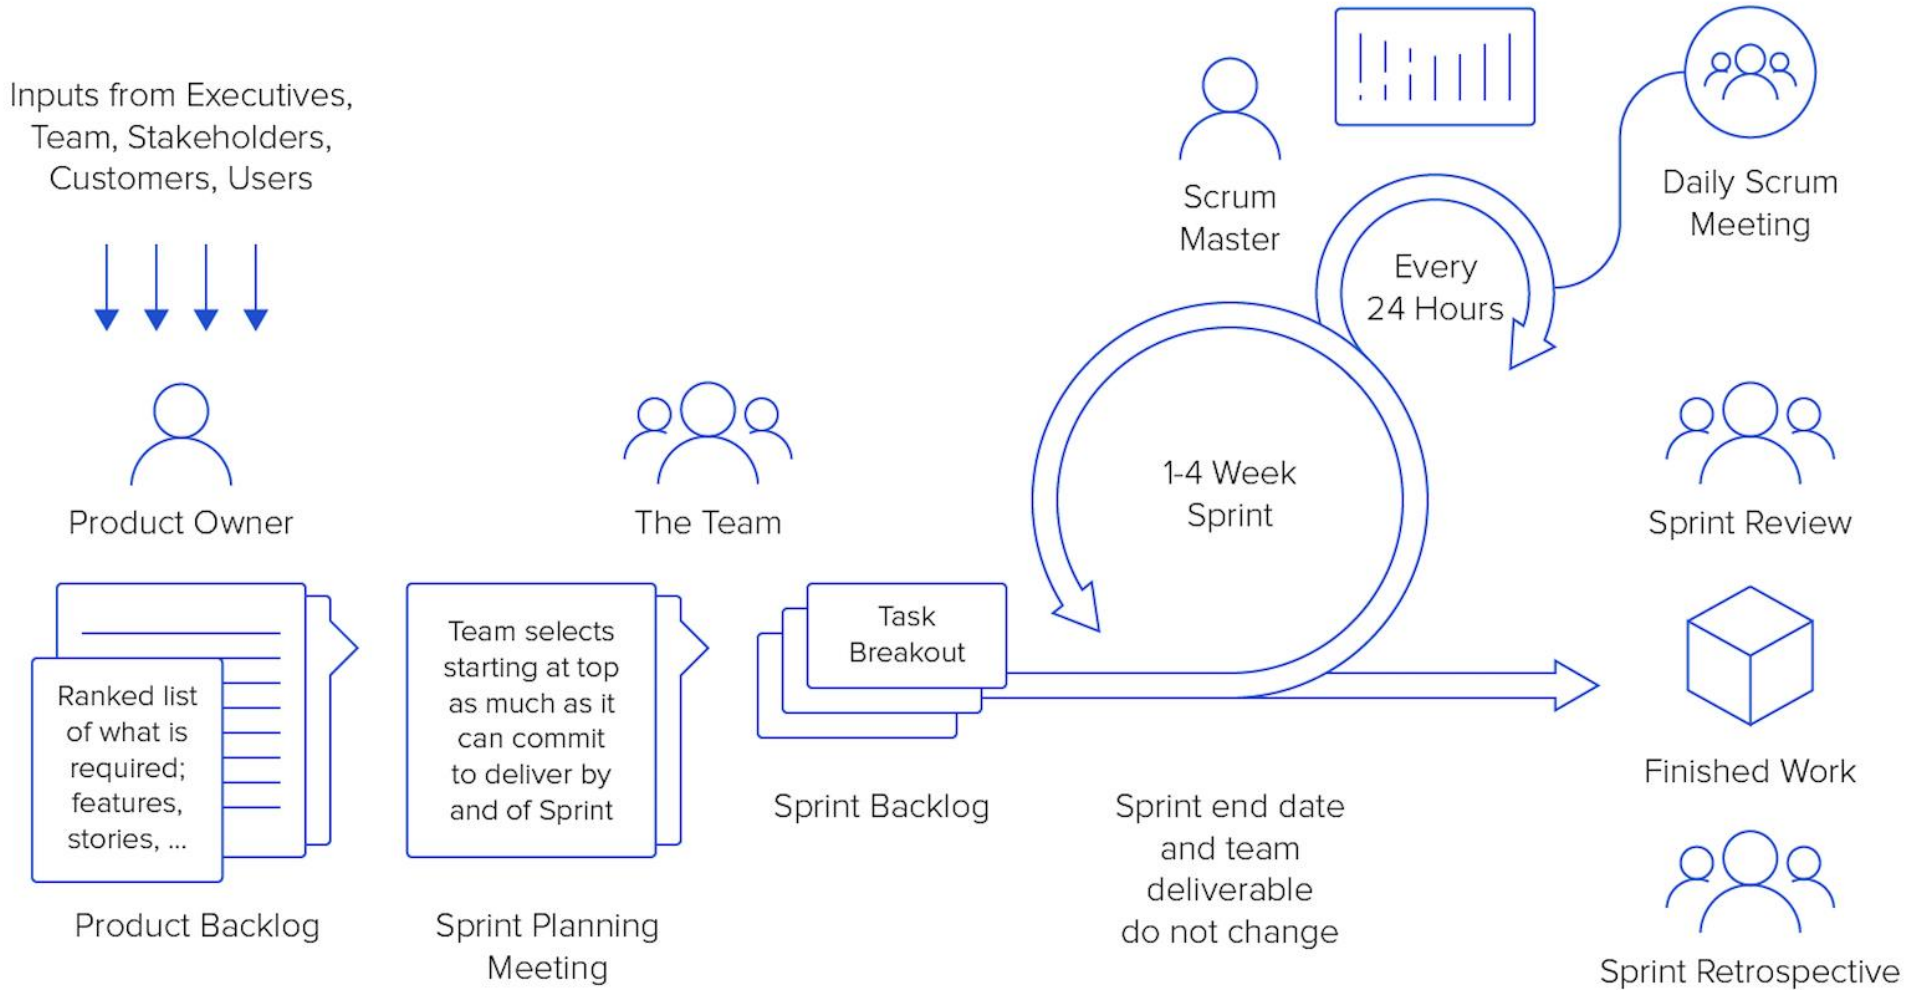 Inputs from Executives,
Team, Stakeholders,
Customers, Users
Product Owner
Ranked list
of what is
required;
features,
stories, ...
Product Backlog
The Team
Team selects
starting at top
as much as it
can commit
to deliver by
and of Sprint
Sprint Planning
Meeting
Task
Breakout
Sprint Backlog
Scrum
Master
Every
24 Hours
1-4 Week
Sprint
Sprint end date
and team
deliverable
do not change
Daily Scrum
Meeting
Sprint Review
Finished Work
Sprint Retrospective